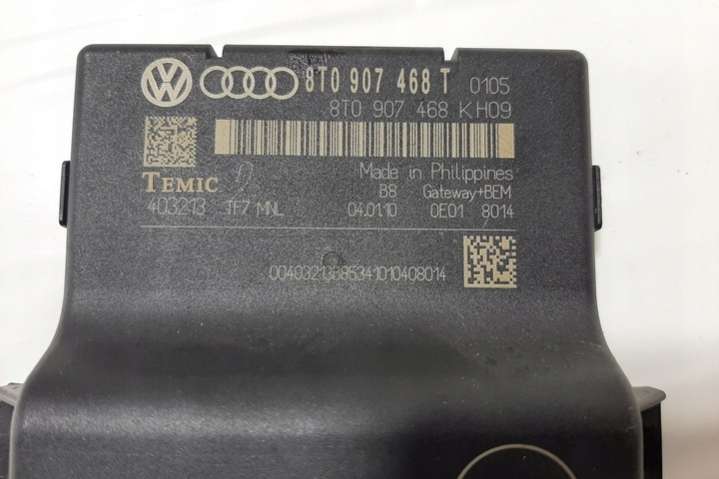 8T0 907 468 T 0105
8T0 907 468 K H09
TEMIC
Made in Philippines
B8 Gateway+BEM
403213 TF7 MNL 04.01.10 0E01 8014